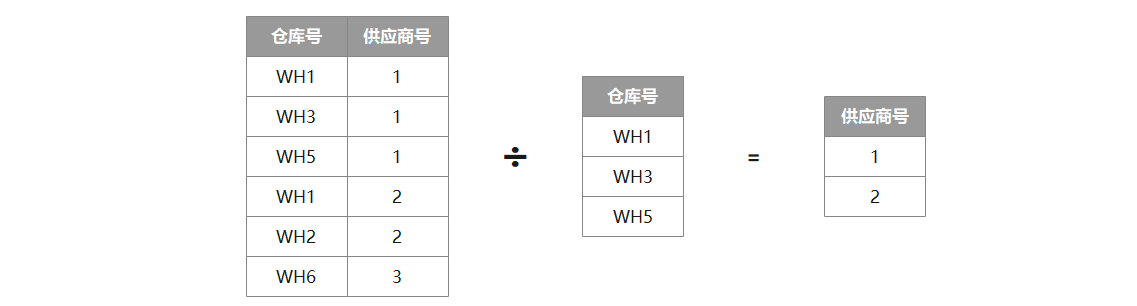 仓库号 供应商号
WH1 1
WH3 1
WH5 1
WH1 2
WH2 2
WH6 3
÷
仓库号
WH1
WH3
WH5
=
供应商号
1
2